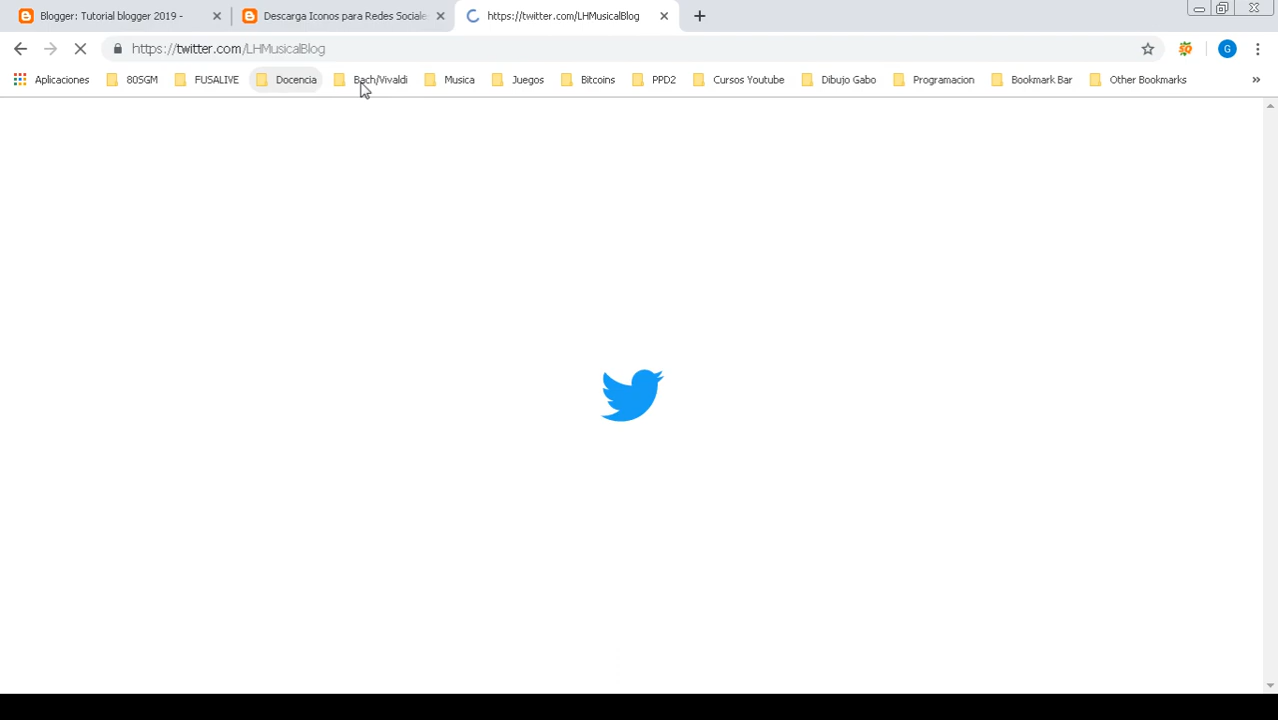 Blogger: Tutorial blogger 2019 -
Descarga Iconos para Redes Sociale
https://twitter.com/LHMusicalBlog
https://twitter.com/LHMusicalBlog
G
Aplicaciones
80SGM
FUSALIVE
Docencia
Bach/Vivaldi
Musica
Juegos
Bitcoins
PPD2
Cursos Youtube
Dibujo Gabo
Programacion
Bookmark Bar
Other Bookmarks
»